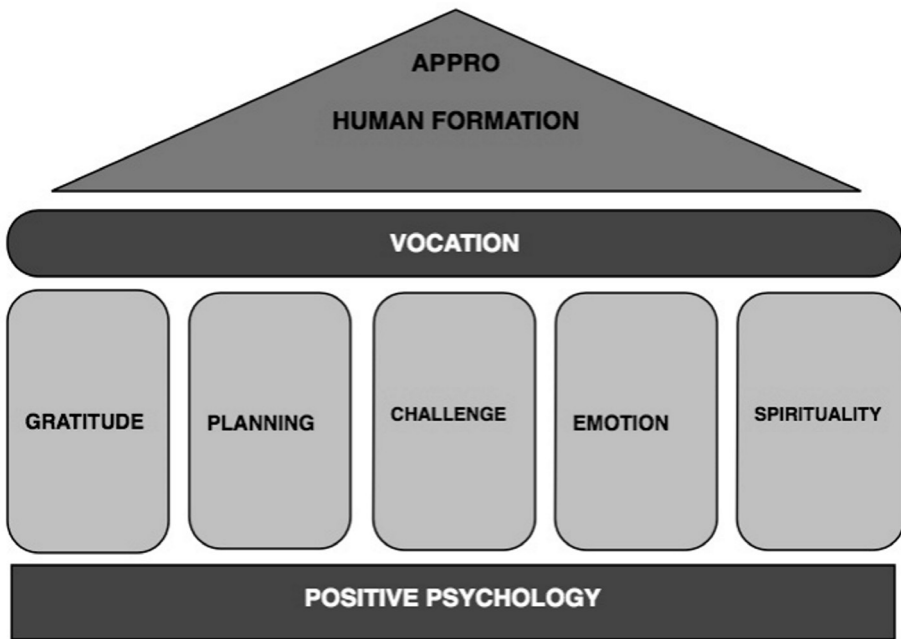 APPRO
HUMAN FORMATION
VOCATION
GRATITUDE
PLANNING
CHALLENGE
EMOTION
SPIRITUALITY
POSITIVE PSYCHOLOGY